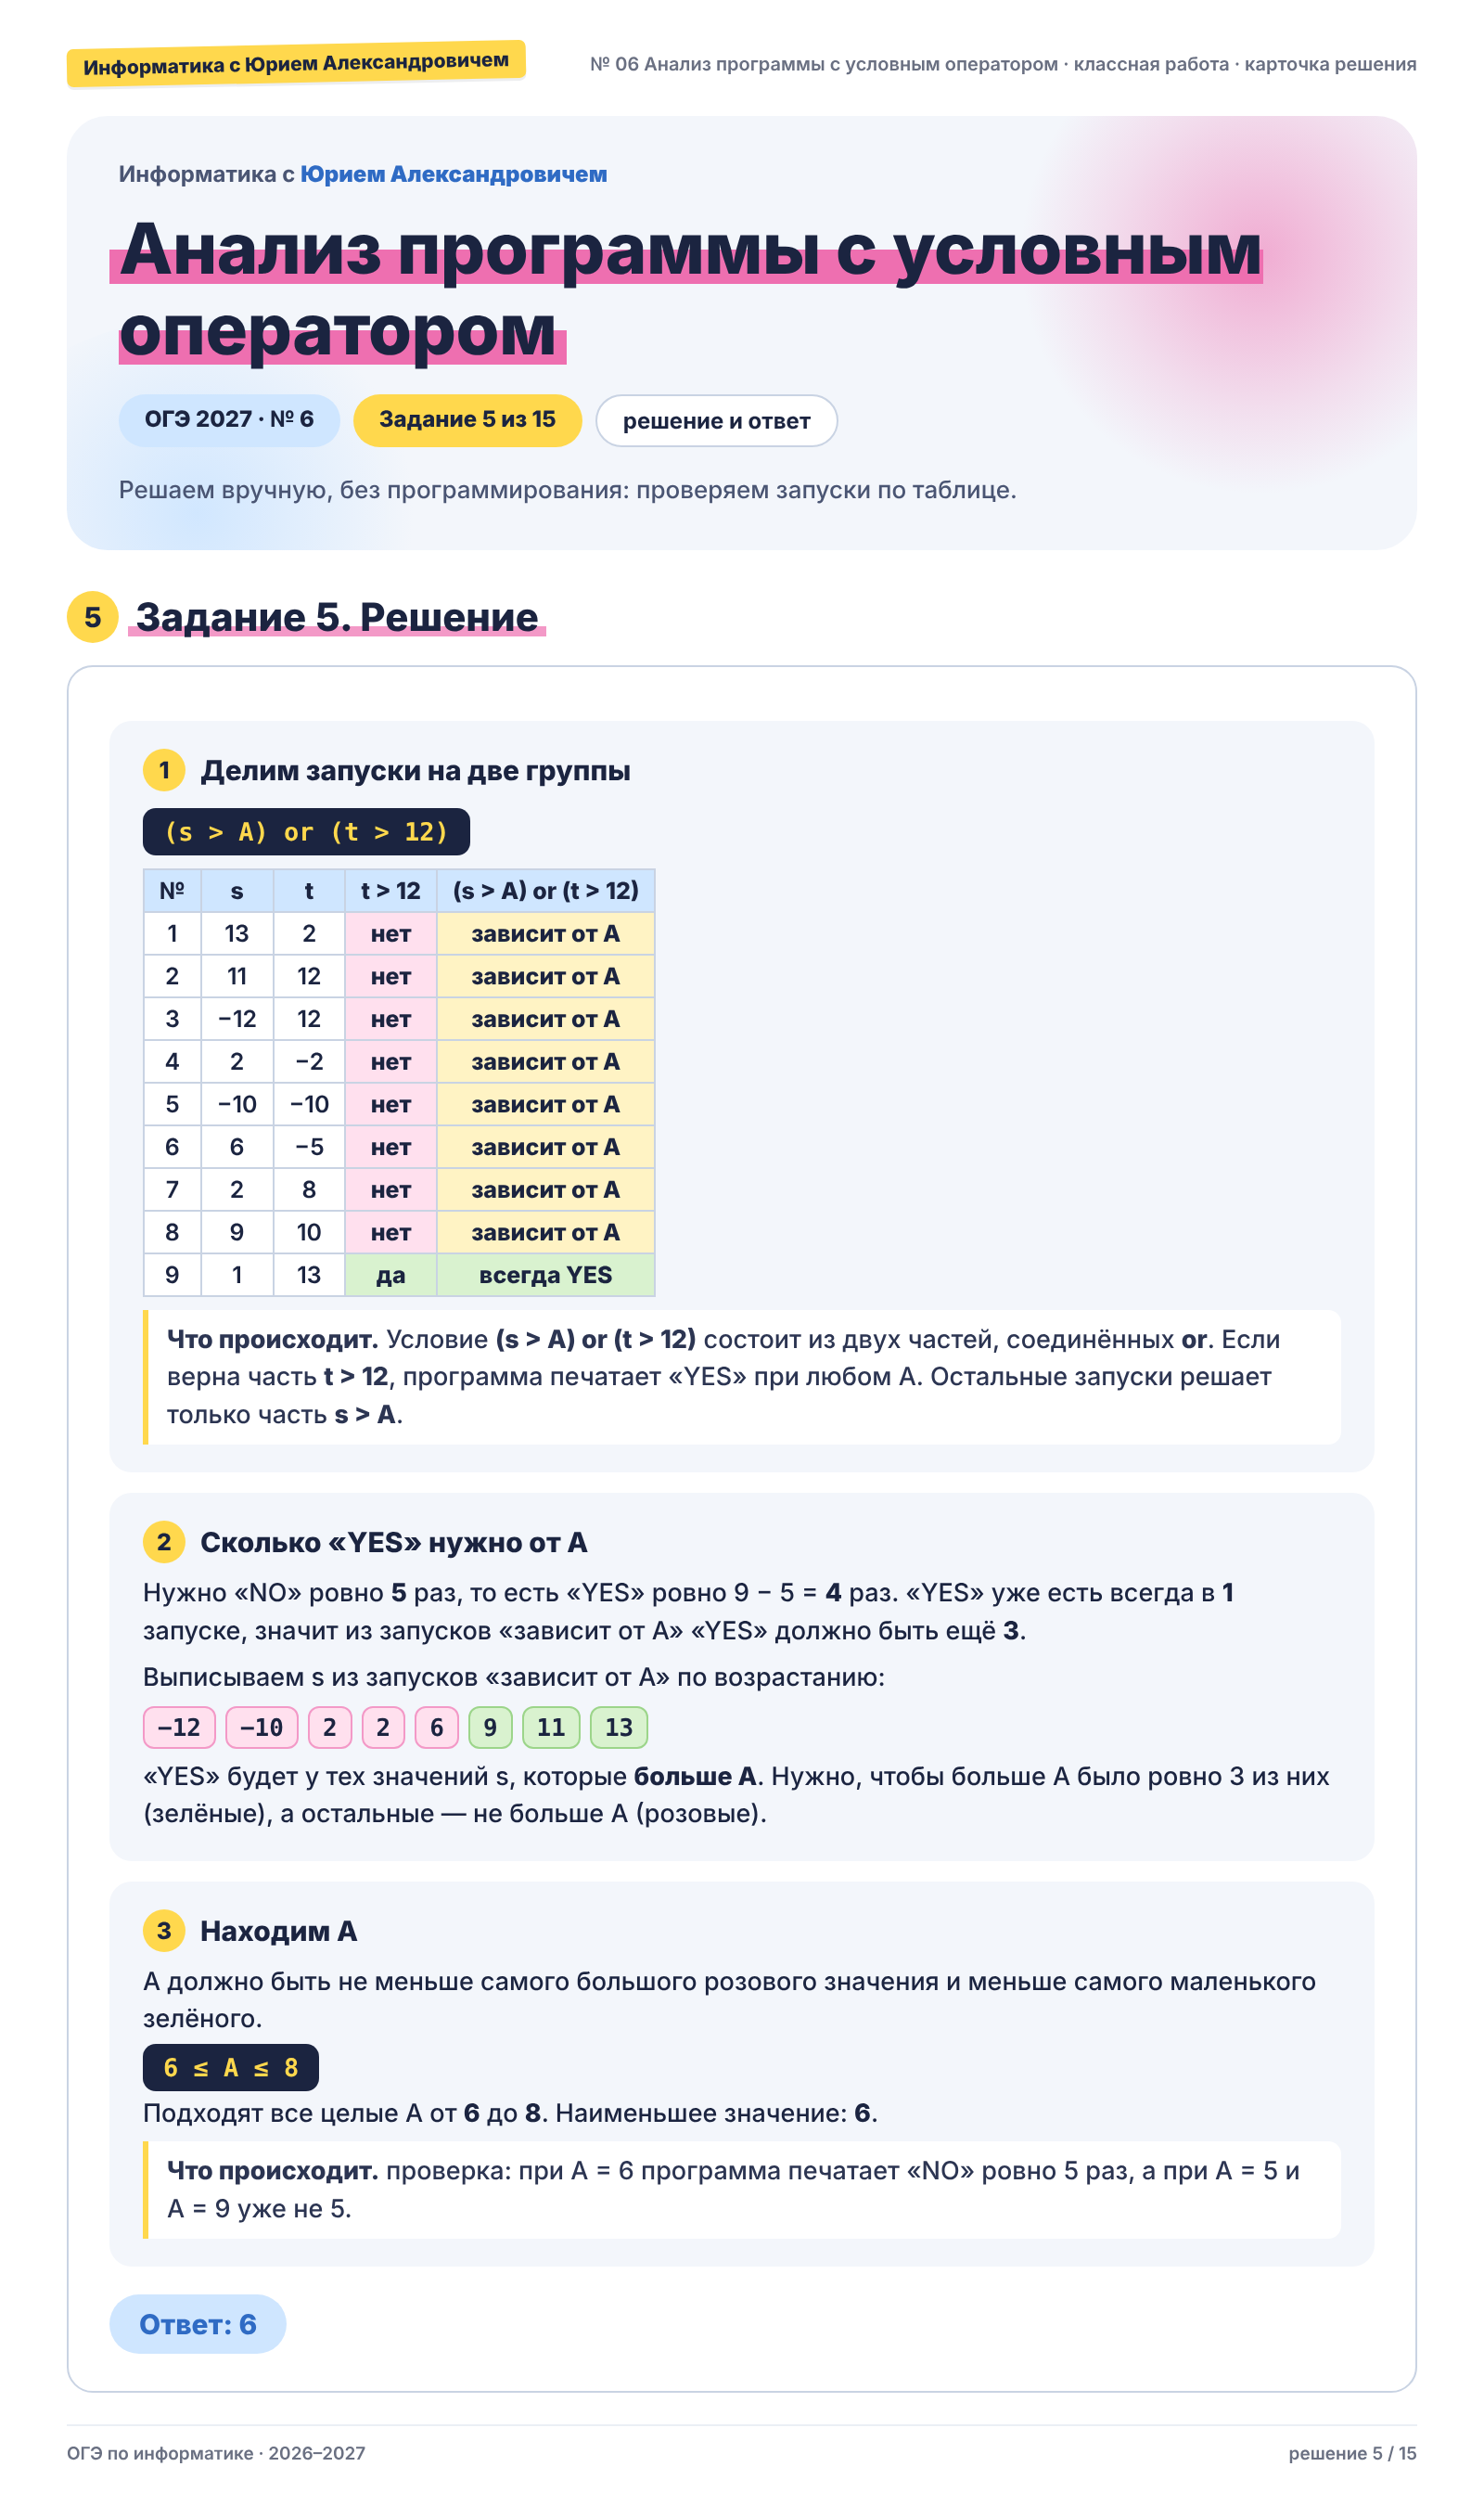 Информатика с Юрием Александровичем
№ 06 Анализ программы с условным оператором · классная работа · карточка решения
Информатика с Юрием Александровичем
Анализ программы с условным
оператором
ОГЭ 2027 · № 6
Задание 5 из 15
решение и ответ
Решаем вручную, без программирования: проверяем запуски по таблице.
5 Задание 5. Решение
1 Делим запуски на две группы
(s > A) or (t > 12)
№ s t t > 12 (s > A) or (t > 12)
1 13 2 нет зависит от A
2 11 12 нет зависит от A
3 −12 12 нет зависит от A
4 2 −2 нет зависит от A
5 −10 −10 нет зависит от A
6 6 −5 нет зависит от A
7 2 8 нет зависит от A
8 9 10 нет зависит от A
9 1 13 да всегда YES
Что происходит. Условие (s > A) or (t > 12) состоит из двух частей, соединённых or. Если
верна часть t > 12, программа печатает «YES» при любом A. Остальные запуски решает
только часть s > A.
2 Сколько «YES» нужно от A
Нужно «NO» ровно 5 раз, то есть «YES» ровно 9 − 5 = 4 раз. «YES» уже есть всегда в 1
запуске, значит из запусков «зависит от A» «YES» должно быть ещё 3.
Выписываем s из запусков «зависит от A» по возрастанию:
−12 −10 2 2 6 9 11 13
«YES» будет у тех значений s, которые больше A. Нужно, чтобы больше A было ровно 3 из них
(зелёные), а остальные — не больше A (розовые).
3 Находим A
A должно быть не меньше самого большого розового значения и меньше самого маленького
зелёного.
6 ≤ A ≤ 8
Подходят все целые A от 6 до 8. Наименьшее значение: 6.
Что происходит. проверка: при A = 6 программа печатает «NO» ровно 5 раз, а при A = 5 и
A = 9 уже не 5.
Ответ: 6
ОГЭ по информатике · 2026–2027
решение 5 / 15